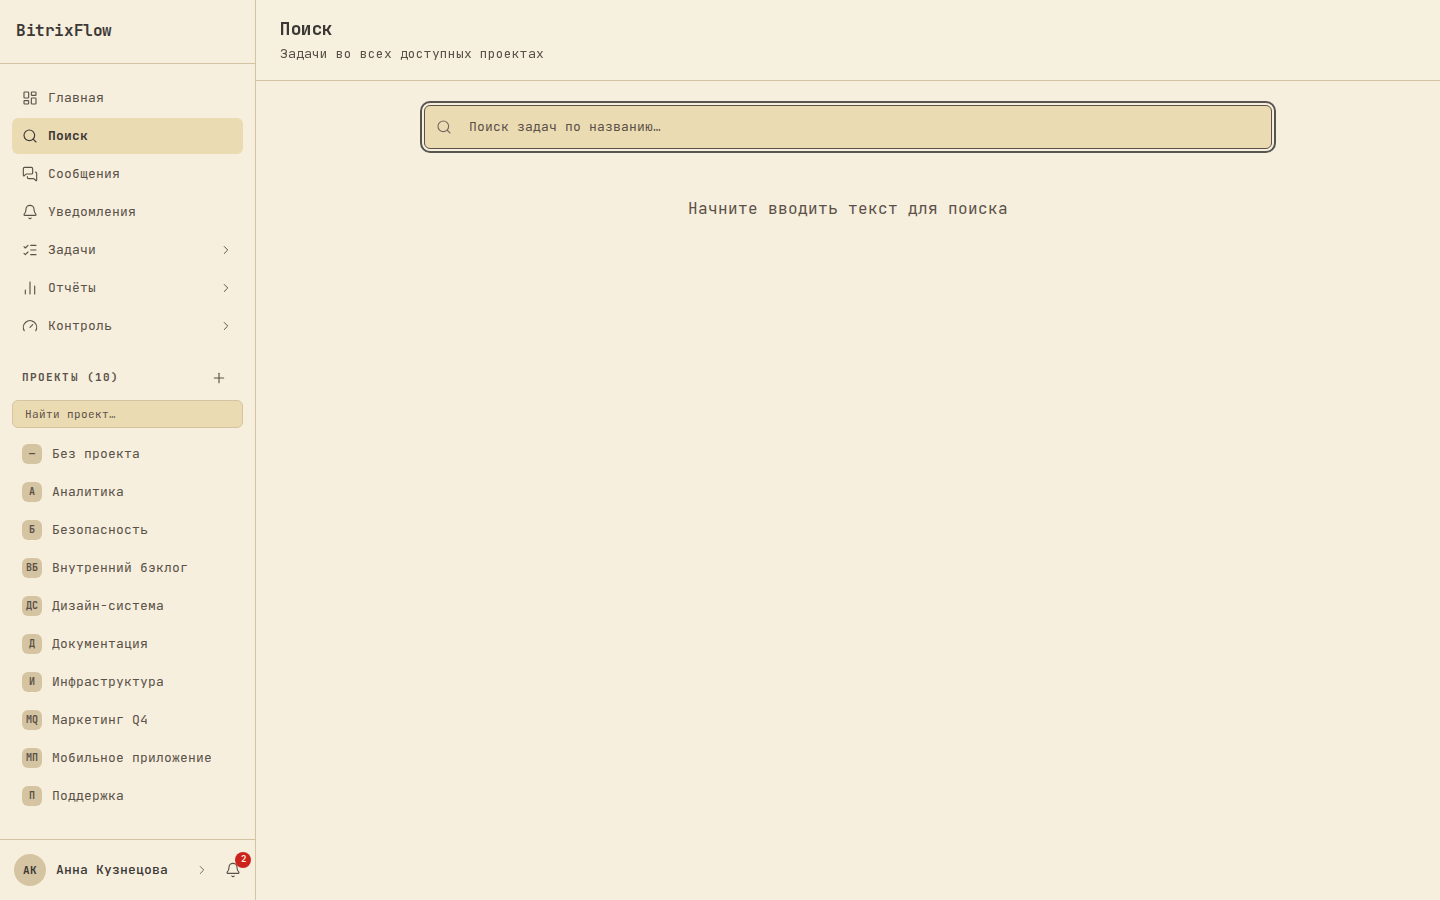 BitrixFlow
Главная
Поиск
Сообщения
Уведомления
Задачи
Отчёты
Контроль
ПРОЕКТЫ (10)
Найти проект…
— Без проекта
А Аналитика
Б Безопасность
ВБ Внутренний бэклог
ДС Дизайн-система
Д Документация
И Инфраструктура
MQ Маркетинг Q4
МП Мобильное приложение
П Поддержка
АК Анна Кузнецова 2
Поиск
Задачи во всех доступных проектах
Поиск задач по названию…
Начните вводить текст для поиска